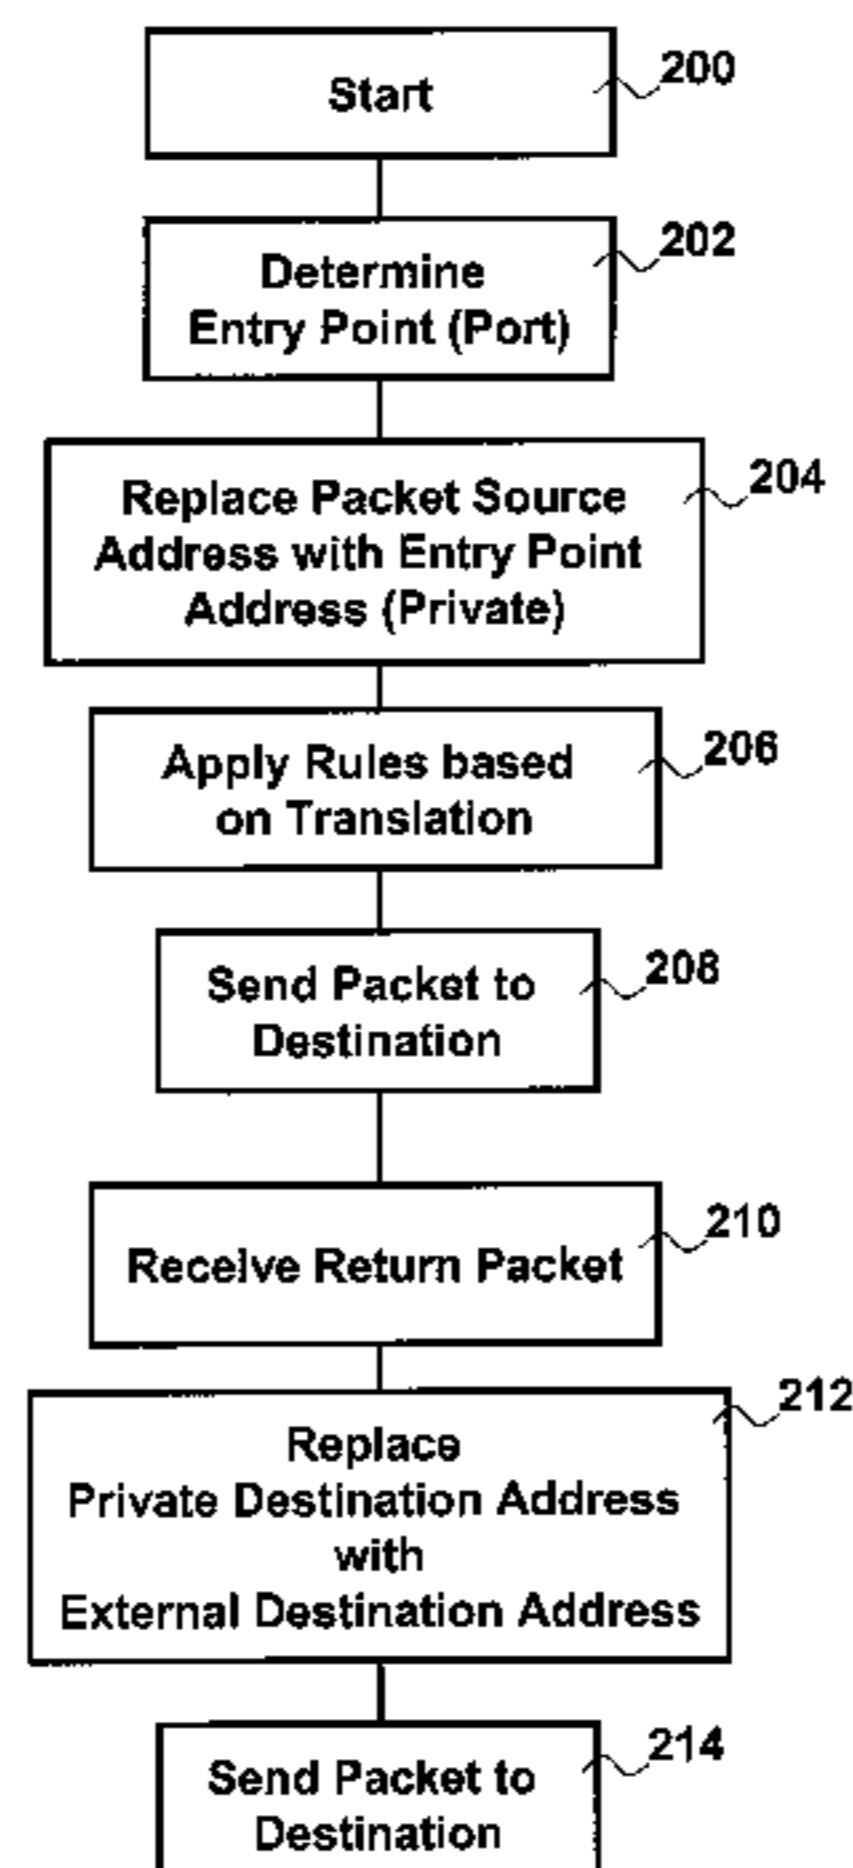 Start
200
Determine
Entry Point (Port)
202
Replace Packet Source
Address with Entry Point
Address (Private)
204
Apply Rules based
on Translation
206
Send Packet to
Destination
208
Receive Return Packet
210
Replace
Private Destination Address
with
External Destination Address
212
Send Packet to
Destination
214